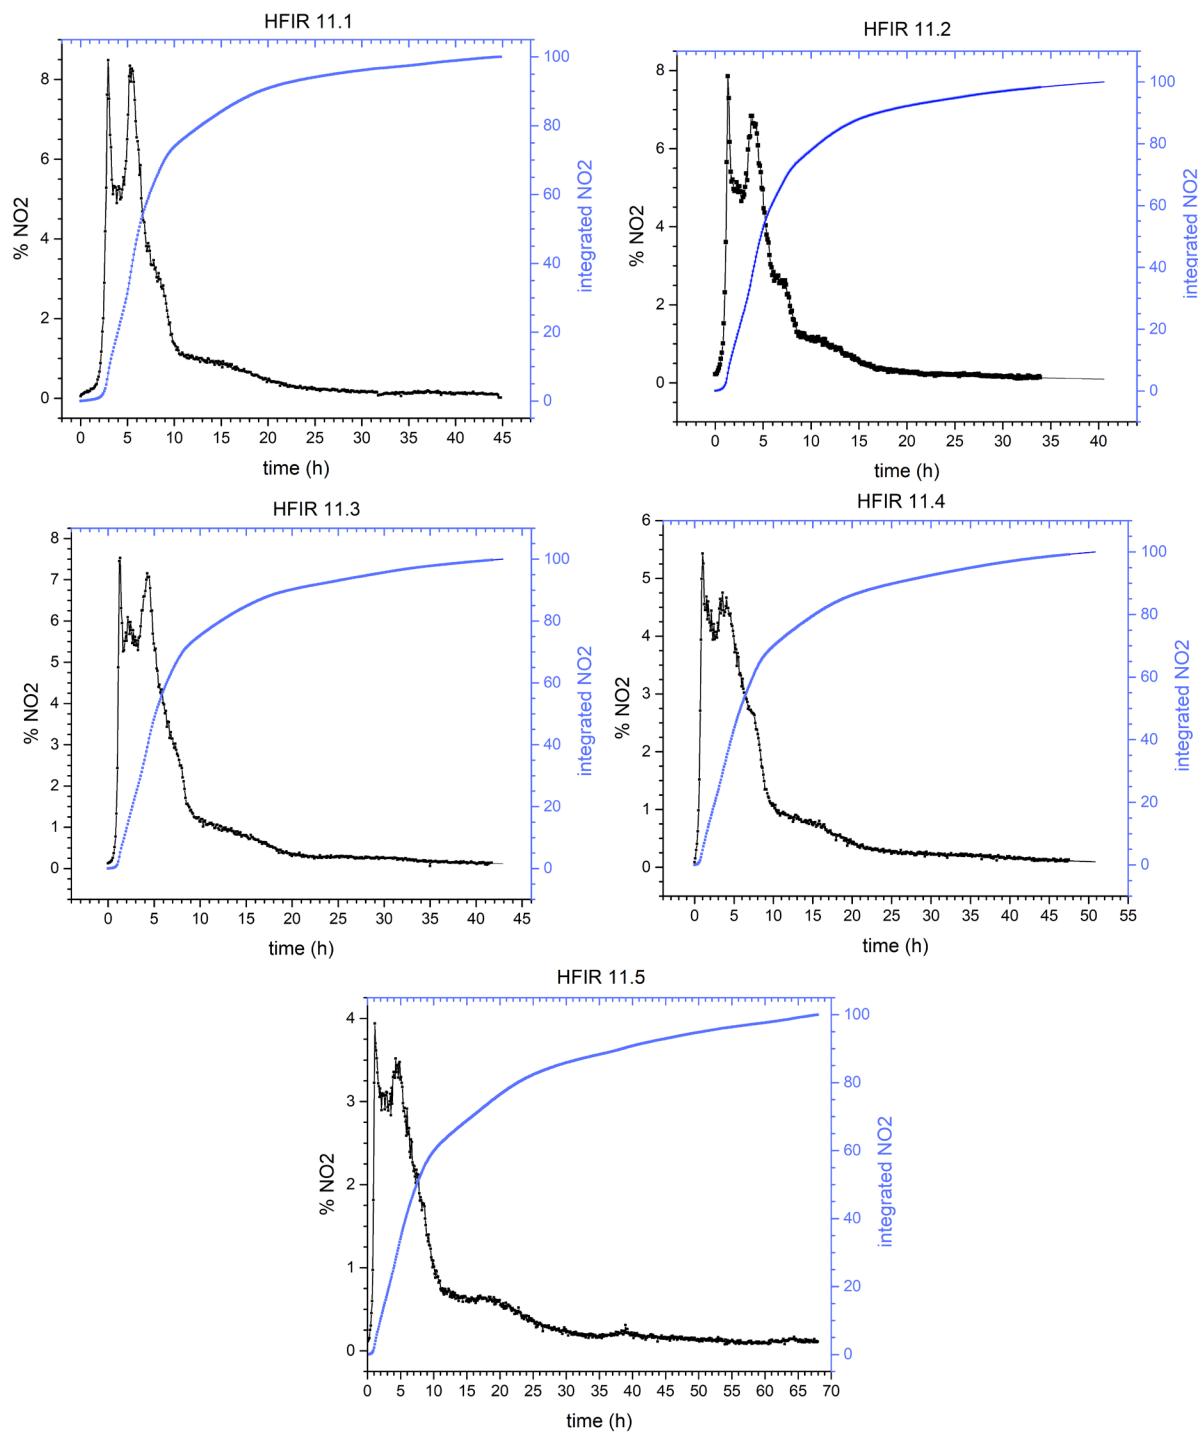 HFIR 11.1
8
6
4
2
0
% NO2
100
80
60
40
20
0
integrated NO2
0 5 10 15 20 25 30 35 40 45 50
time (h)
HFIR 11.2
8
6
4
2
0
% NO2
100
80
60
40
20
0
integrated NO2
0 5 10 15 20 25 30 35 40
time (h)
HFIR 11.3
8
7
6
5
4
3
2
1
0
% NO2
100
80
60
40
20
0
integrated NO2
0 5 10 15 20 25 30 35 40 45
time (h)
HFIR 11.4
6
5
4
3
2
1
0
% NO2
100
80
60
40
20
0
integrated NO2
0 5 10 15 20 25 30 35 40 45 50 55
time (h)
HFIR 11.5
4
3
2
1
0
% NO2
100
80
60
40
20
0
integrated NO2
0 5 10 15 20 25 30 35 40 45 50 55 60 65 70
time (h)